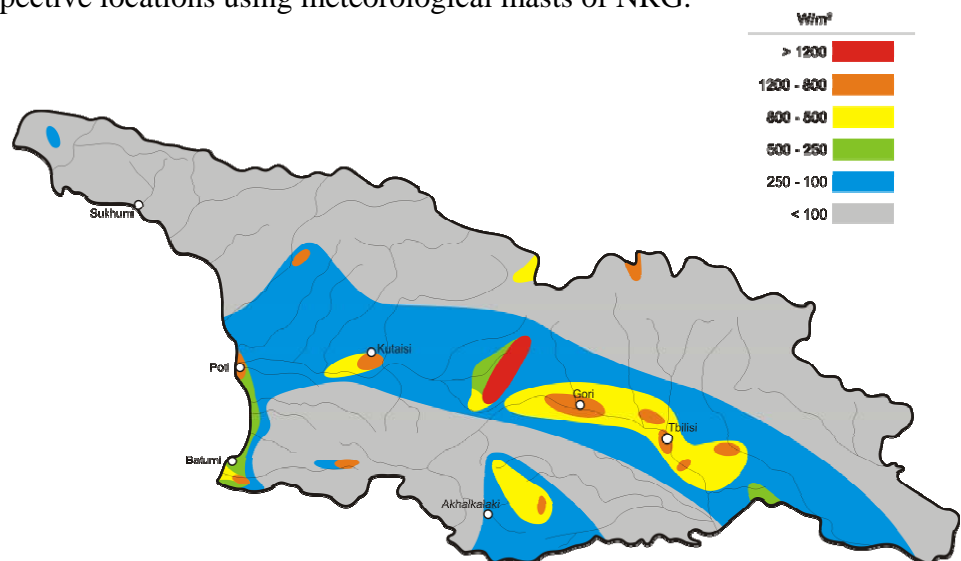 pective locations using meteorological masts of NRG.
W/m²
> 1200
1200 - 800
800 - 500
500 - 250
250 - 100
< 100
Sukhumi
Kutaisi
Poti
Gori
Tbilisi
Batumi
Akhalkalaki